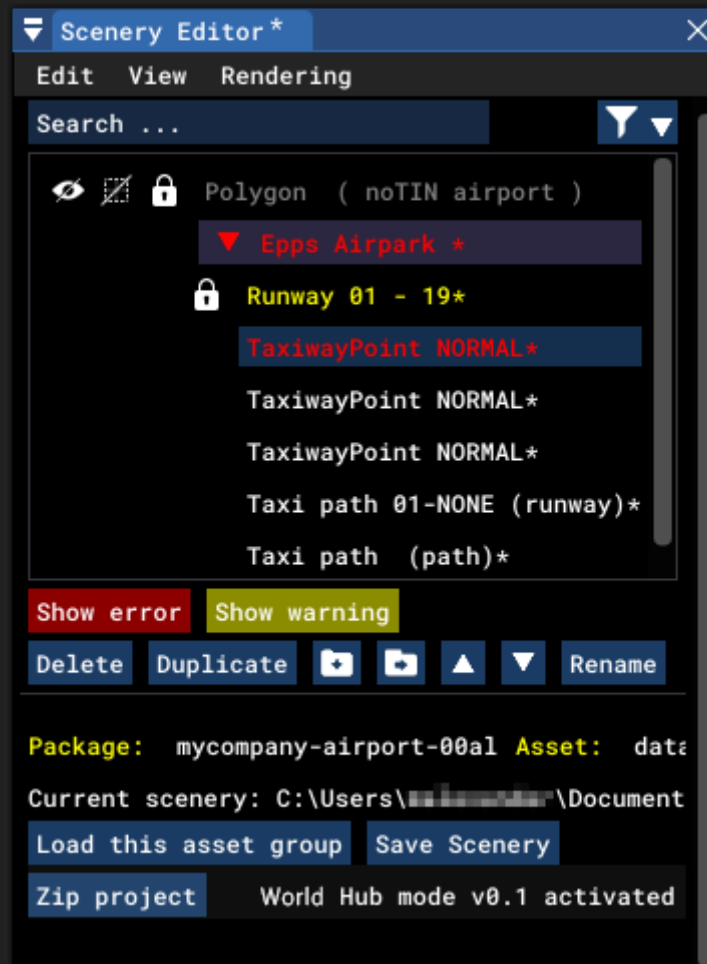 Scenery Editor*
Edit View Rendering
Search ...
Polygon ( noTIN airport )
Epps Airpark *
Runway 01 - 19*
TaxiwayPoint NORMAL*
TaxiwayPoint NORMAL*
TaxiwayPoint NORMAL*
Taxi path 01-NONE (runway)*
Taxi path (path)*
Show error Show warning
Delete Duplicate Rename
Package: mycompany-airport-00al Asset: data
Current scenery: C:\Users\ \Document
Load this asset group Save Scenery
Zip project World Hub mode v0.1 activated